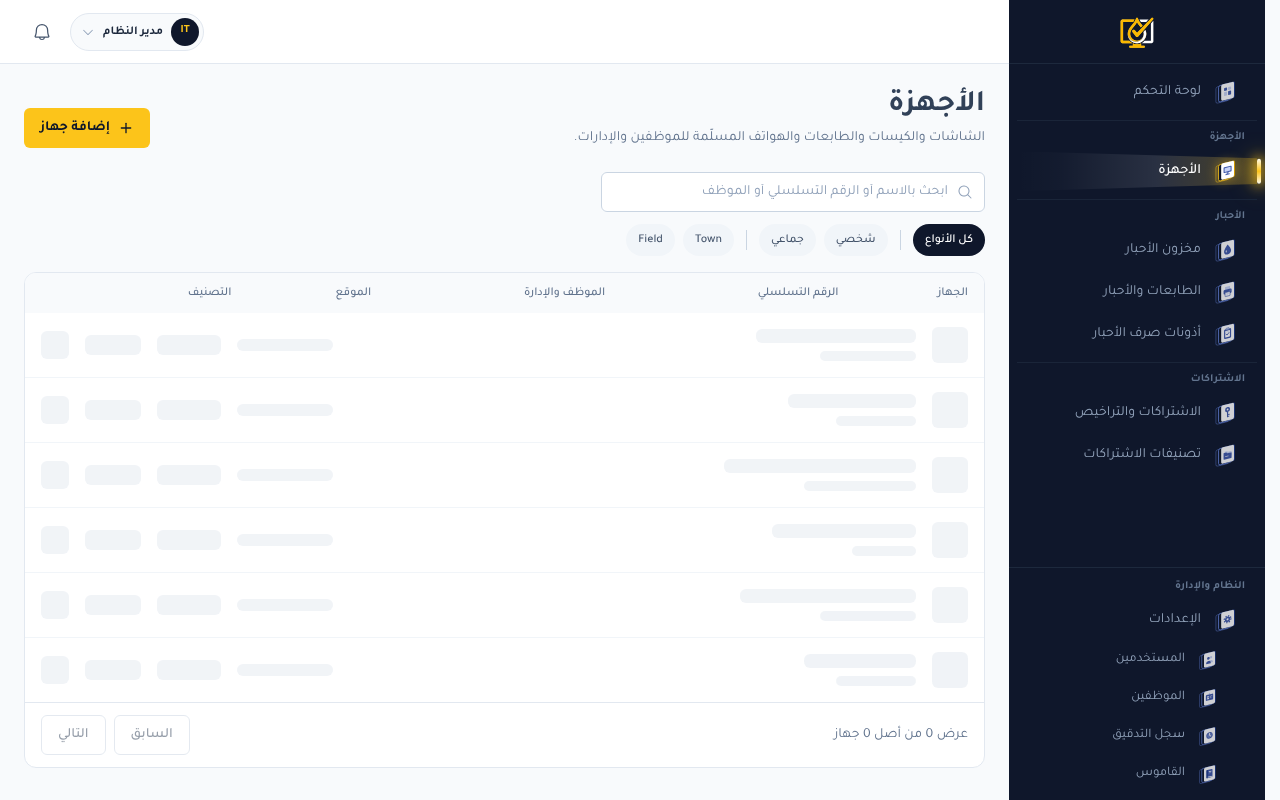 لوحة التحكم
الأجهزة
الأجهزة
الأحبار
مخزون الأحبار
الطابعات والأحبار
أذونات صرف الأحبار
الاشتراكات
الاشتراكات والتراخيص
تصنيفات الاشتراكات
النظام والإدارة
الإعدادات
المستخدمين
الموظفين
سجل التدقيق
القاموس
IT مدير النظام
الأجهزة
الشاشات والكيسات والطابعات والهواتف المسلّمة للموظفين والإدارات.
إضافة جهاز
ابحث بالاسم أو الرقم التسلسلي أو الموظف
كل الأنواع شخصي جماعي Town Field
الجهاز الرقم التسلسلي الموظف والإدارة الموقع التصنيف
عرض 0 من أصل 0 جهاز السابق التالي